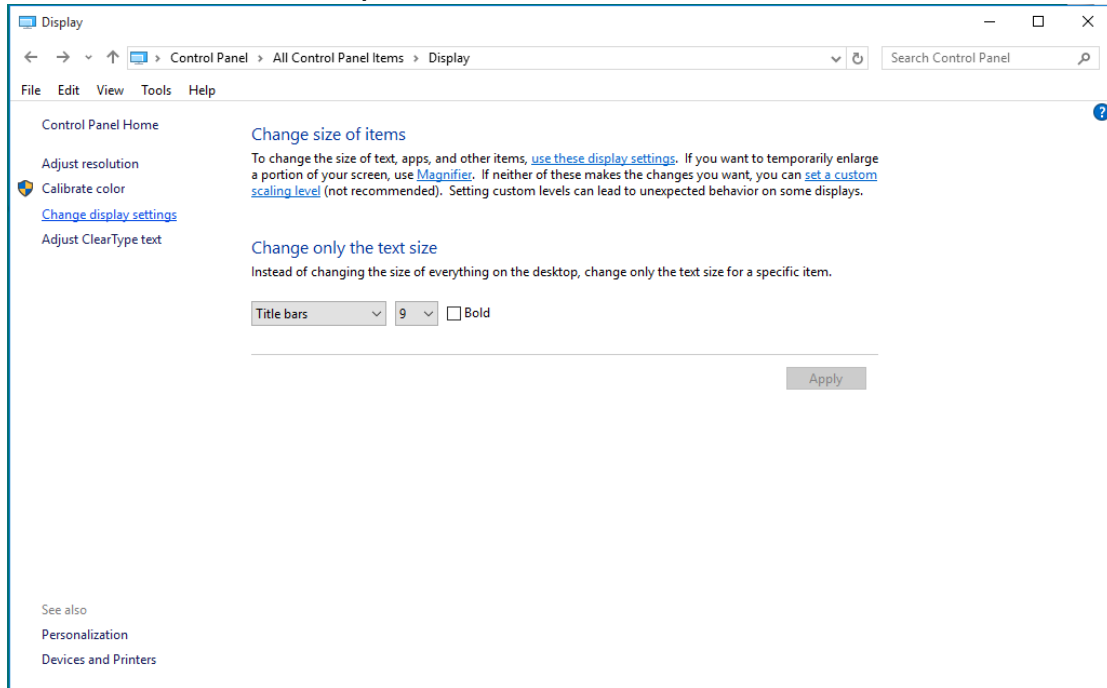 Display
Control Panel > All Control Panel Items > Display
Search Control Panel
File Edit View Tools Help
?
Control Panel Home
Adjust resolution
Calibrate color
Change display settings
Adjust ClearType text
Change size of items
To change the size of text, apps, and other items, use these display settings. If you want to temporarily enlarge
a portion of your screen, use Magnifier. If neither of these makes the changes you want, you can set a custom
scaling level (not recommended). Setting custom levels can lead to unexpected behavior on some displays.
Change only the text size
Instead of changing the size of everything on the desktop, change only the text size for a specific item.
Title bars 9 Bold
Apply
See also
Personalization
Devices and Printers